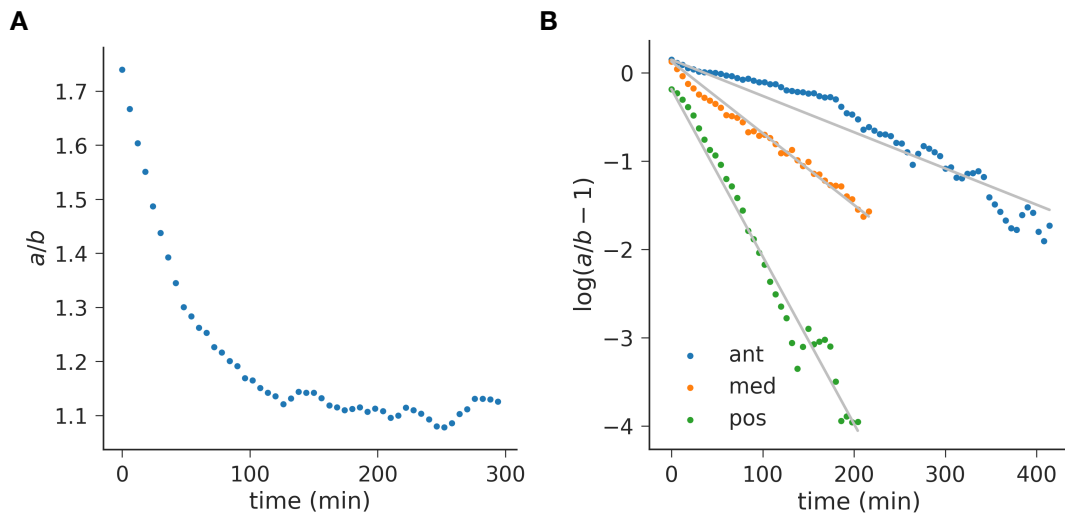 A
1.7
1.6
1.5
1.4
1.3
1.2
1.1
a/b
0
100
200
300
time (min)
B
0
−1
−2
−3
−4
log(a/b − 1)
ant
med
pos
0
100
200
300
400
time (min)